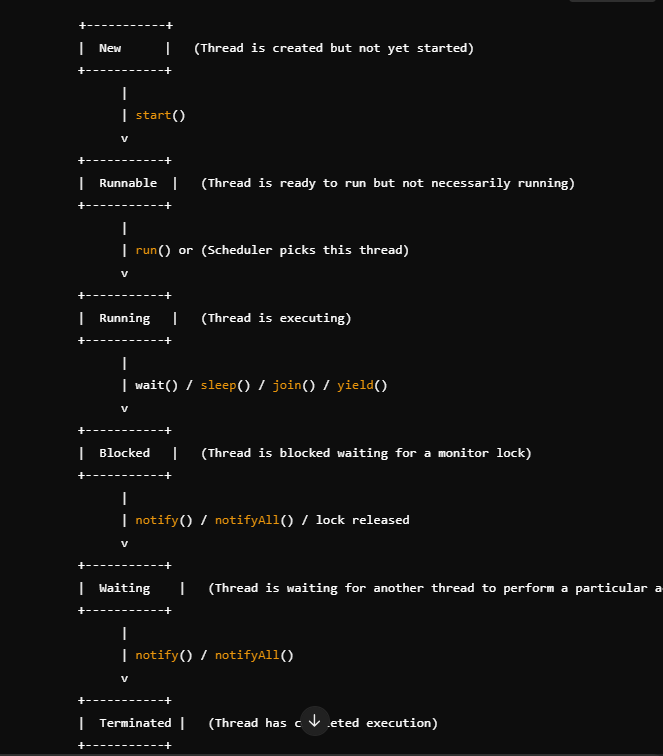 +-----------+
|  New      |   (Thread is created but not yet started)
+-----------+
      |
      | start()
      v
+-----------+
|  Runnable  |   (Thread is ready to run but not necessarily running)
+-----------+
      |
      | run() or (Scheduler picks this thread)
      v
+-----------+
|  Running   |   (Thread is executing)
+-----------+
      |
      | wait() / sleep() / join() / yield()
      v
+-----------+
|  Blocked   |   (Thread is blocked waiting for a monitor lock)
+-----------+
      |
      | notify() / notifyAll() / lock released
      v
+-----------+
|  Waiting    |   (Thread is waiting for another thread to perform a particular
+-----------+
      |
      | notify() / notifyAll()
      v
+-----------+
|  Terminated |   (Thread has execution)
+-----------+